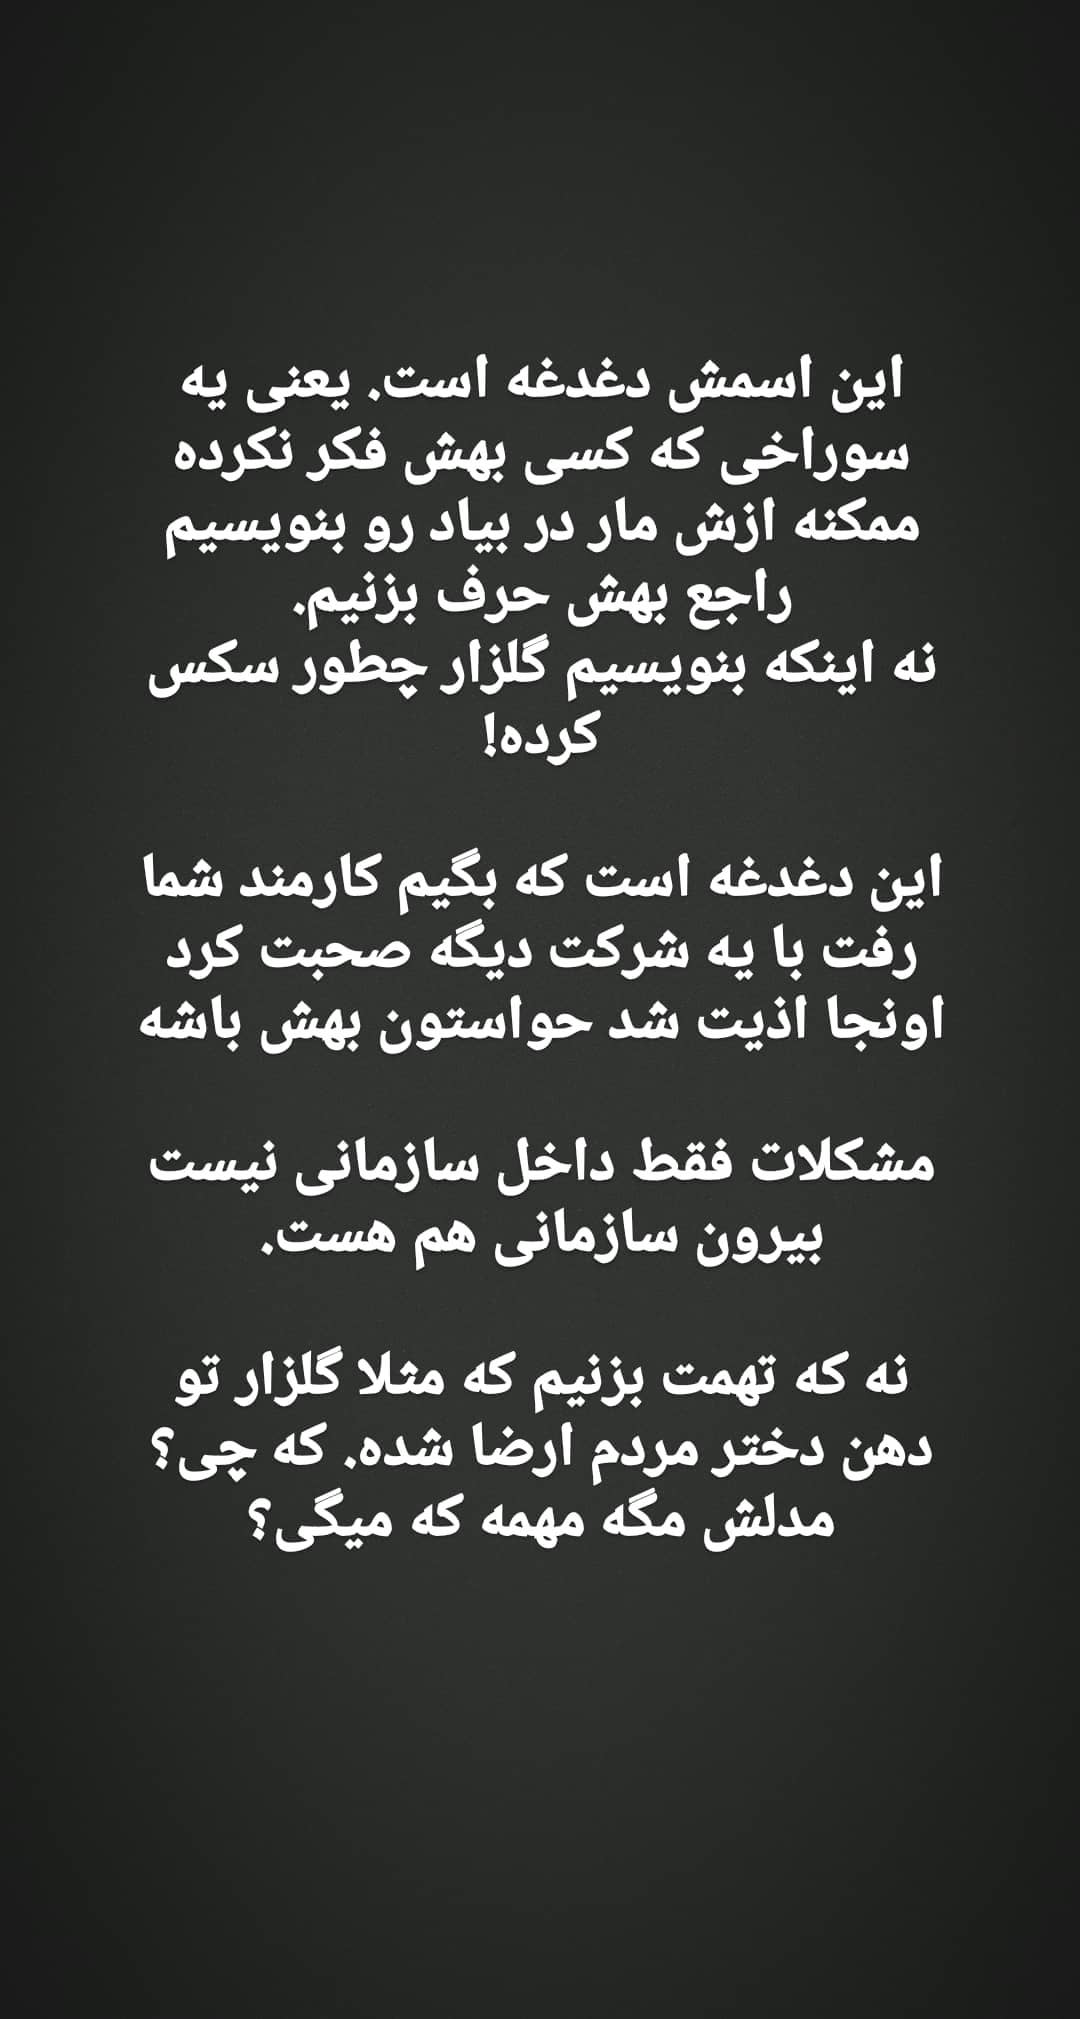 این اسمش دغدغه است. یعنی یه
سوراخی که کسی بهش فکر نکرده
ممکنه ازش مار در بیاد رو بنویسیم
راجع بهش حرف بزنیم.
نه اینکه بنویسیم گلزار چطور سکس
کرده!
این دغدغه است که بگیم کارمند شما
رفت با یه شرکت دیگه صحبت کرد
اونجا اذیت شد حواستون بهش باشه
مشکلات فقط داخل سازمانی نیست
بیرون سازمانی هم هست.
نه که تهمت بزنیم که مثلا گلزار تو
دهن دختر مردم ارضا شده. که چی؟
مدلش مگه مهمه که میگی؟